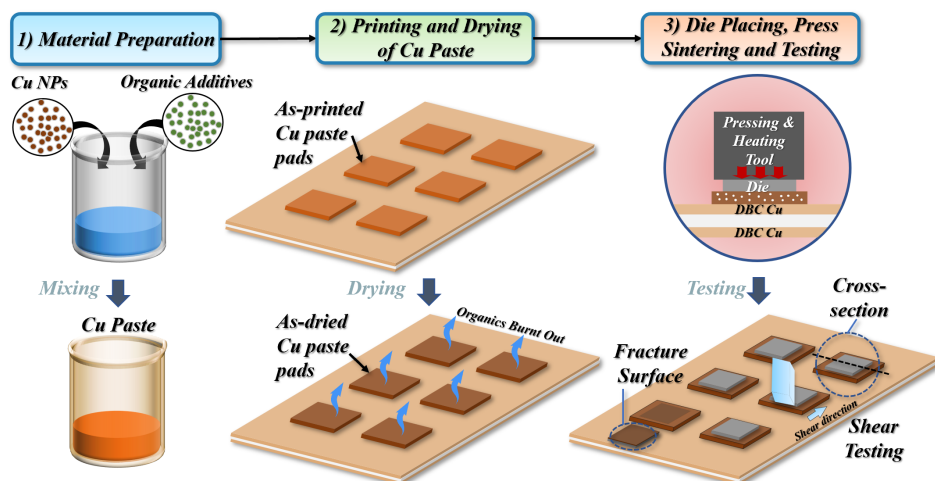 1) Material Preparation
2) Printing and Drying
of Cu Paste
3) Die Placing, Press
Sintering and Testing
Cu NPs
Organic Additives
As-printed
Cu paste
pads
Pressing &
Heating
Tool
Die
DBC Cu
DBC Cu
Mixing
Drying
Testing
Cu Paste
As-dried
Cu paste
pads
Organics Burnt Out
Cross-
section
Fracture
Surface
Shear direction
Shear
Testing